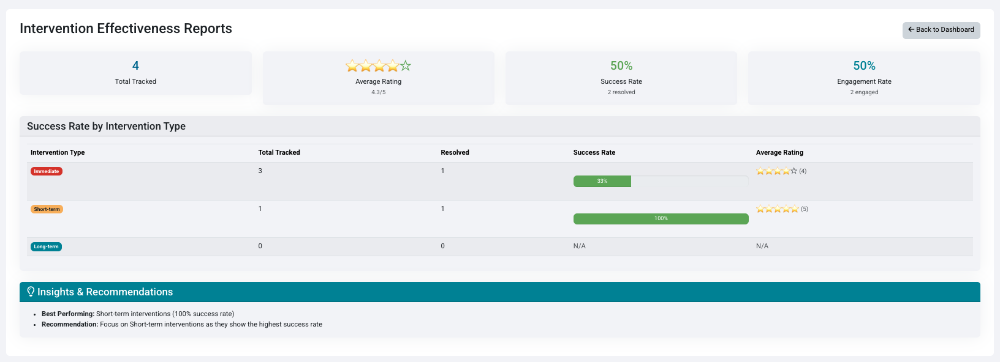 Intervention Effectiveness Reports
Back to Dashboard
4
Total Tracked
Average Rating
4.3/5
50%
Success Rate
2 resolved
50%
Engagement Rate
2 engaged
Success Rate by Intervention Type
Intervention Type Total Tracked Resolved Success Rate Average Rating
Immediate 3 1 33% (4)
Short-term 1 1 100% (5)
Long-term 0 0 N/A N/A
Insights & Recommendations
Best Performing: Short-term interventions (100% success rate)
Recommendation: Focus on Short-term interventions as they show the highest success rate